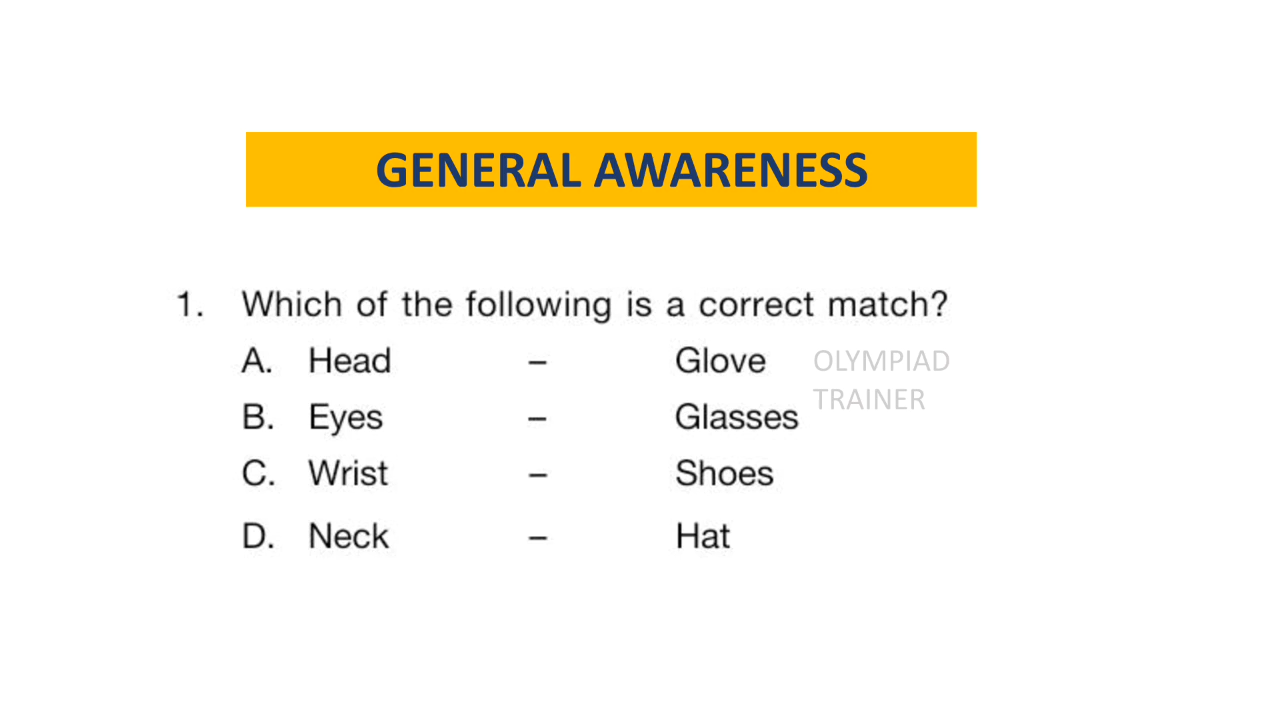 GENERAL AWARENESS
1. Which of the following is a correct match?
A. Head – Glove
B. Eyes – Glasses
C. Wrist – Shoes
D. Neck – Hat
OLYMPIAD
TRAINER